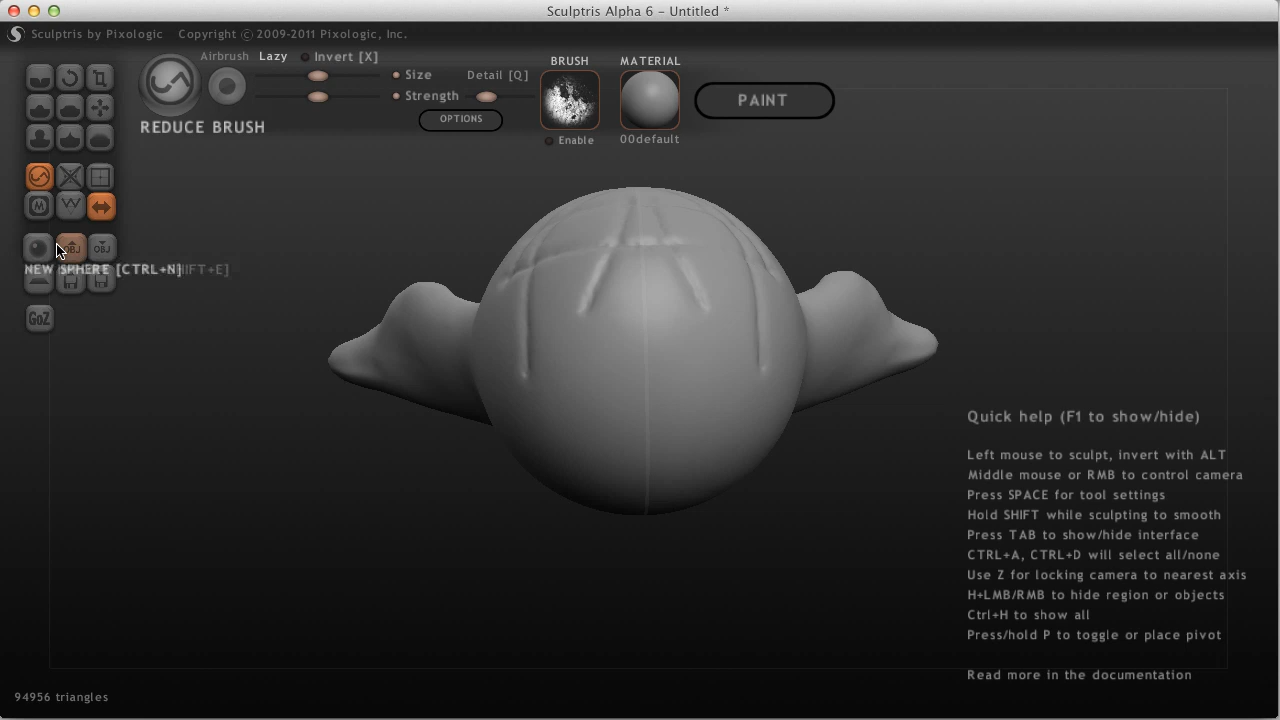 Sculptris Alpha 6 – Untitled *
Sculptris by Pixologic Copyright © 2009-2011 Pixologic, Inc.
Airbrush Lazy Invert [X]
Size Detail [Q]
Strength
OPTIONS
REDUCE BRUSH
BRUSH
Enable
MATERIAL
00default
PAINT
M
OBJ OBJ
NEW SPHERE [CTRL+N] HIFT+E]
GoZ
Quick help (F1 to show/hide)
Left mouse to sculpt, invert with ALT
Middle mouse or RMB to control camera
Press SPACE for tool settings
Hold SHIFT while sculpting to smooth
Press TAB to show/hide interface
CTRL+A, CTRL+D will select all/none
Use Z for locking camera to nearest axis
H+LMB/RMB to hide region or objects
Ctrl+H to show all
Press/hold P to toggle or place pivot
Read more in the documentation
94956 triangles